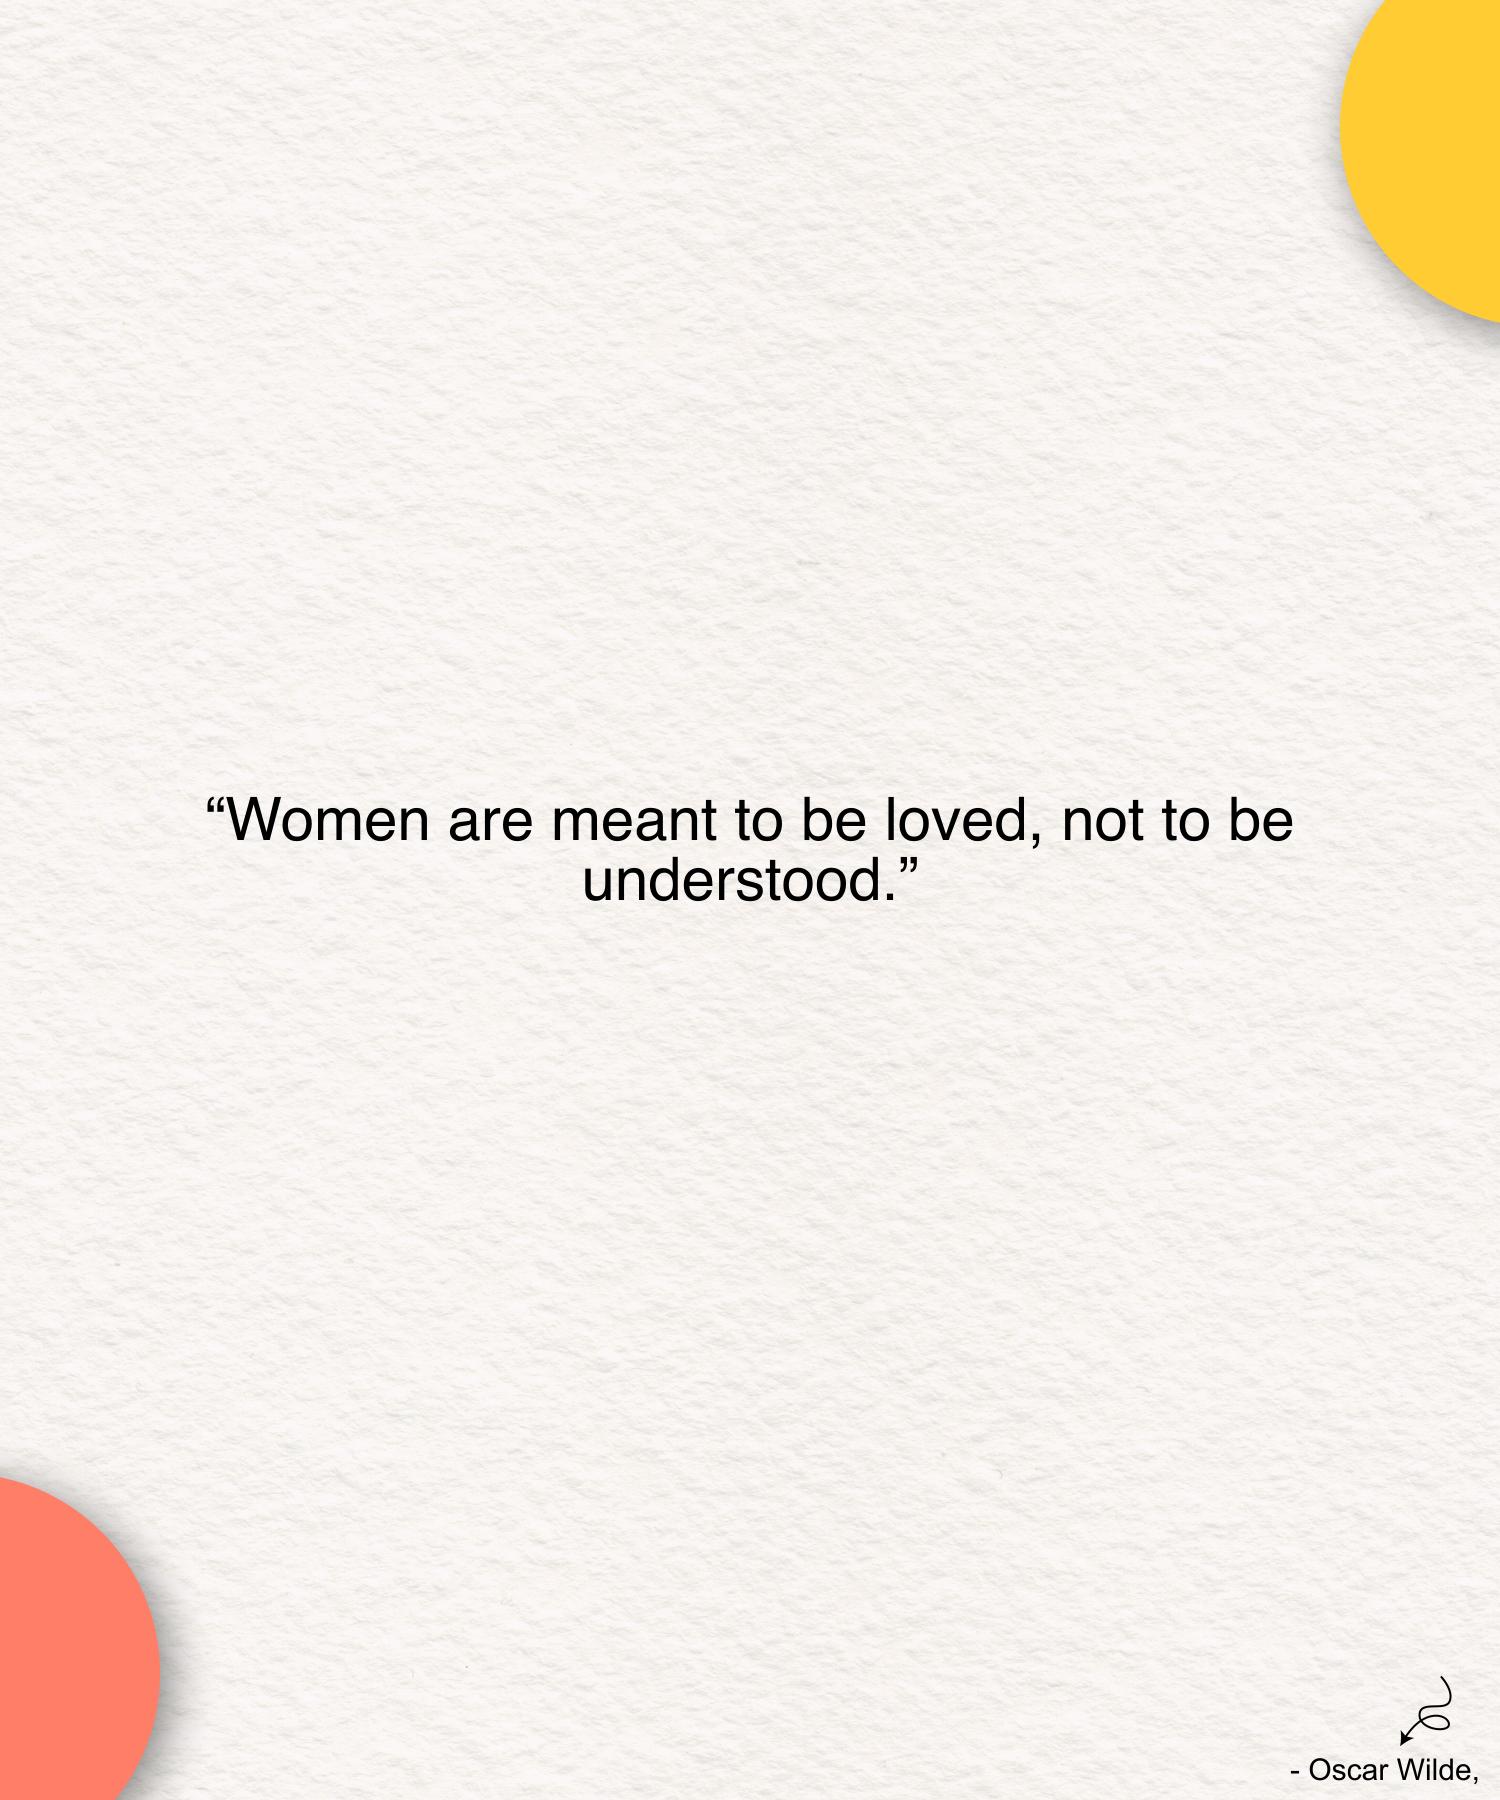 “Women are meant to be loved, not to be
understood.”
- Oscar Wilde,